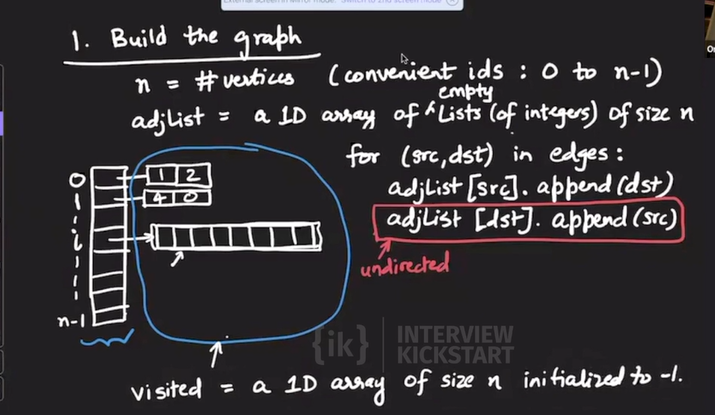 1. Build the graph
n = # vertices (convenient ids : 0 to n-1)
empty
adjList = a 1D array of ^ Lists (of integers) of size n
for (src,dst) in edges :
adjList [src]. append (dst)
adjList [dst]. append (src)
undirected
0 1 2
1 4 0
i
n-1
{ik} INTERVIEW
KICKSTART
visited = a 1D array of size n initialized to -1.